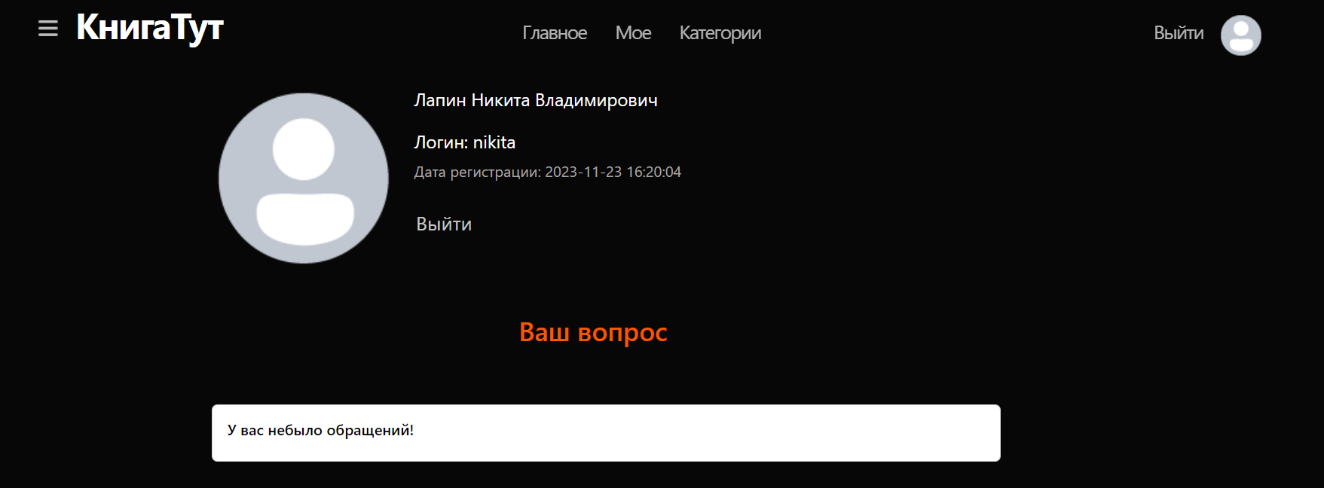 КнигаТут
Главное Мое Категории
Выйти
Лапин Никита Владимирович
Логин: nikita
Дата регистрации: 2023-11-23 16:20:04
Выйти
Ваш вопрос
У вас небыло обращений!